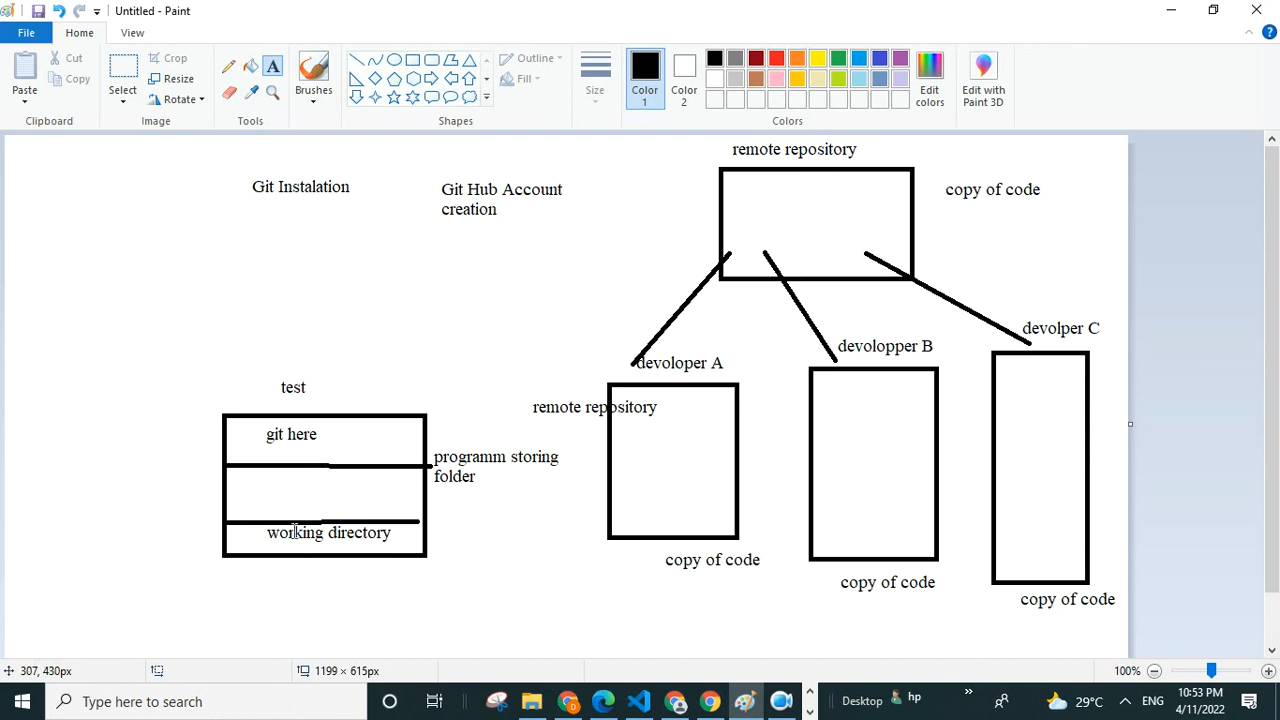 Untitled - Paint
File
Home
View
Paste
Cut
Copy
Clipboard
Select
Crop
Resize
Rotate
Image
Tools
Brushes
Shapes
Outline
Fill
Size
Color 1
Color 2
Colors
Edit colors
Edit with Paint 3D
remote repository
Git Instalation
Git Hub Account
creation
copy of code
devolper C
devolopper B
devoloper A
test
remote repository
git here
programm storing
folder
working directory
copy of code
copy of code
copy of code
307, 430px
1199 × 615px
100%
Type here to search
Desktop
hp
29°C
ENG
10:53 PM
4/11/2022